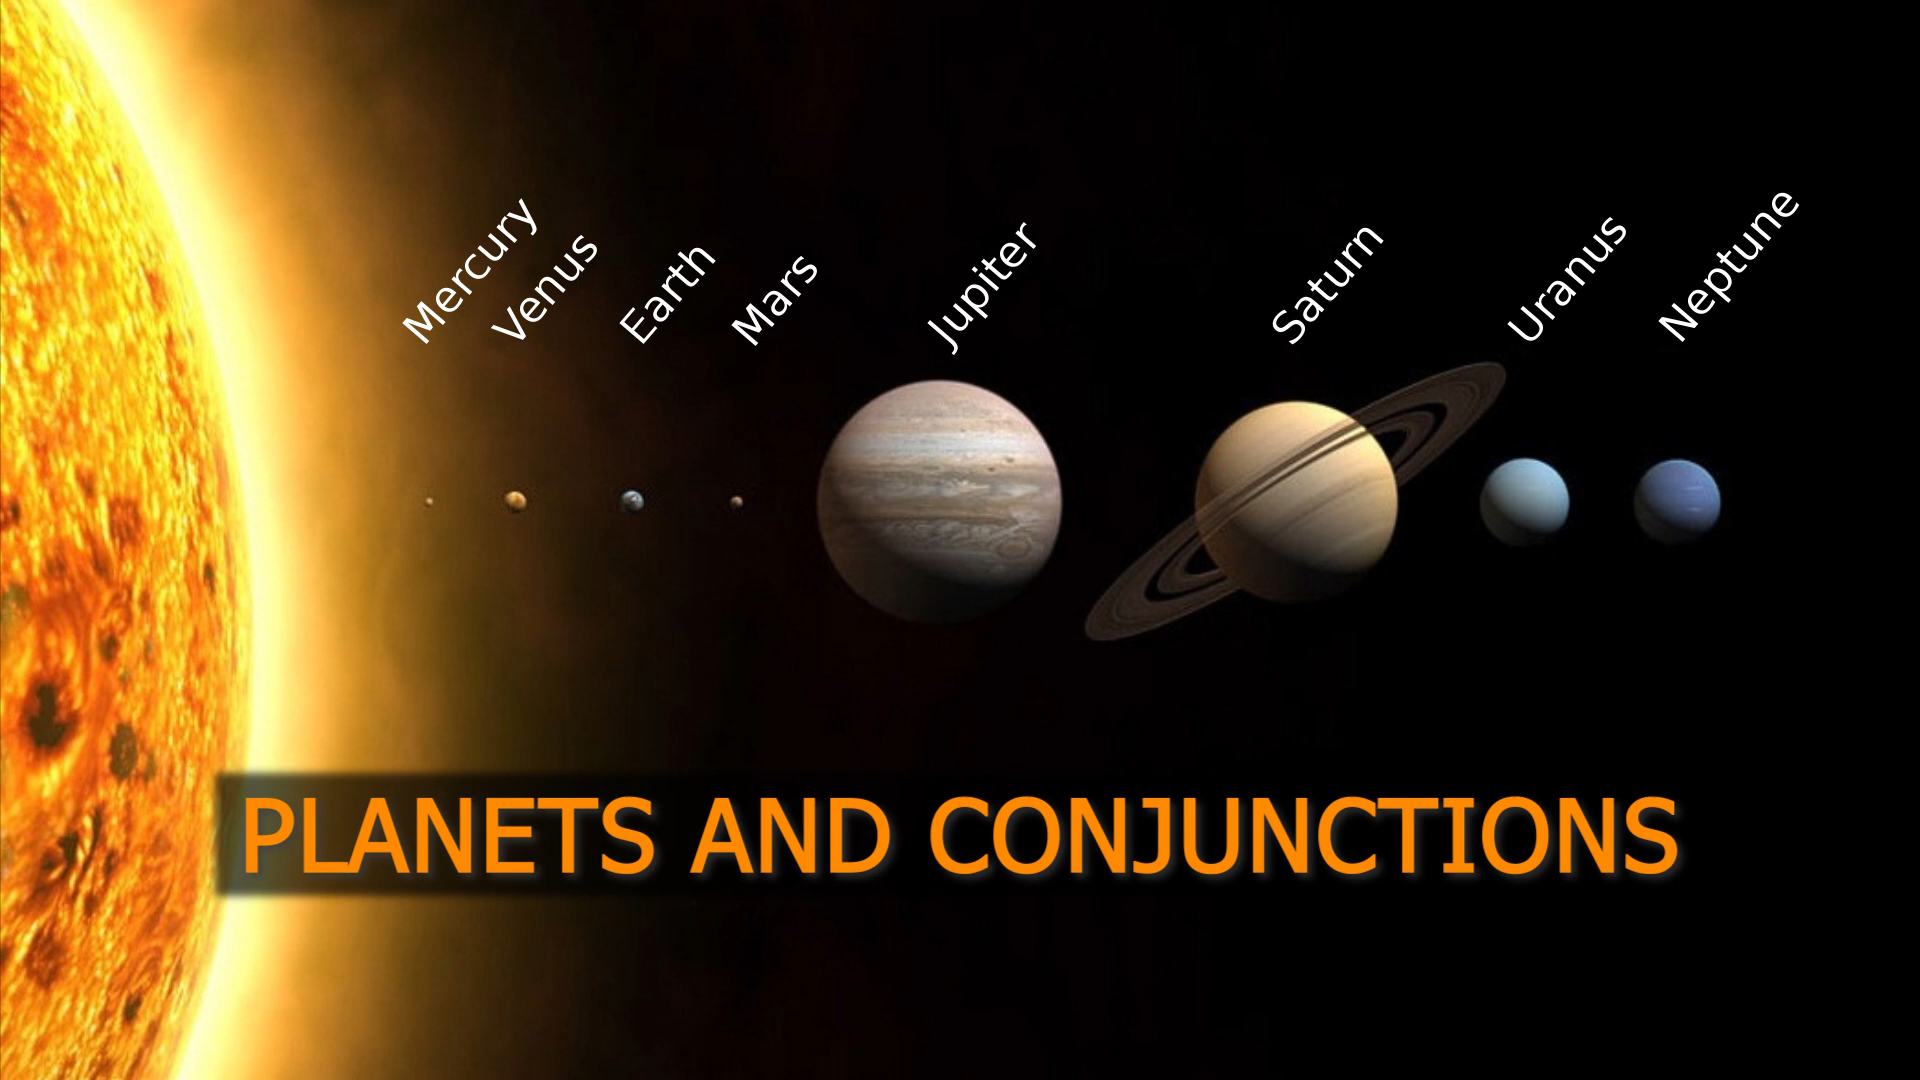 Mercury
Venus
Earth
Mars
Jupiter
Saturn
Uranus
Neptune
PLANETS AND CONJUNCTIONS